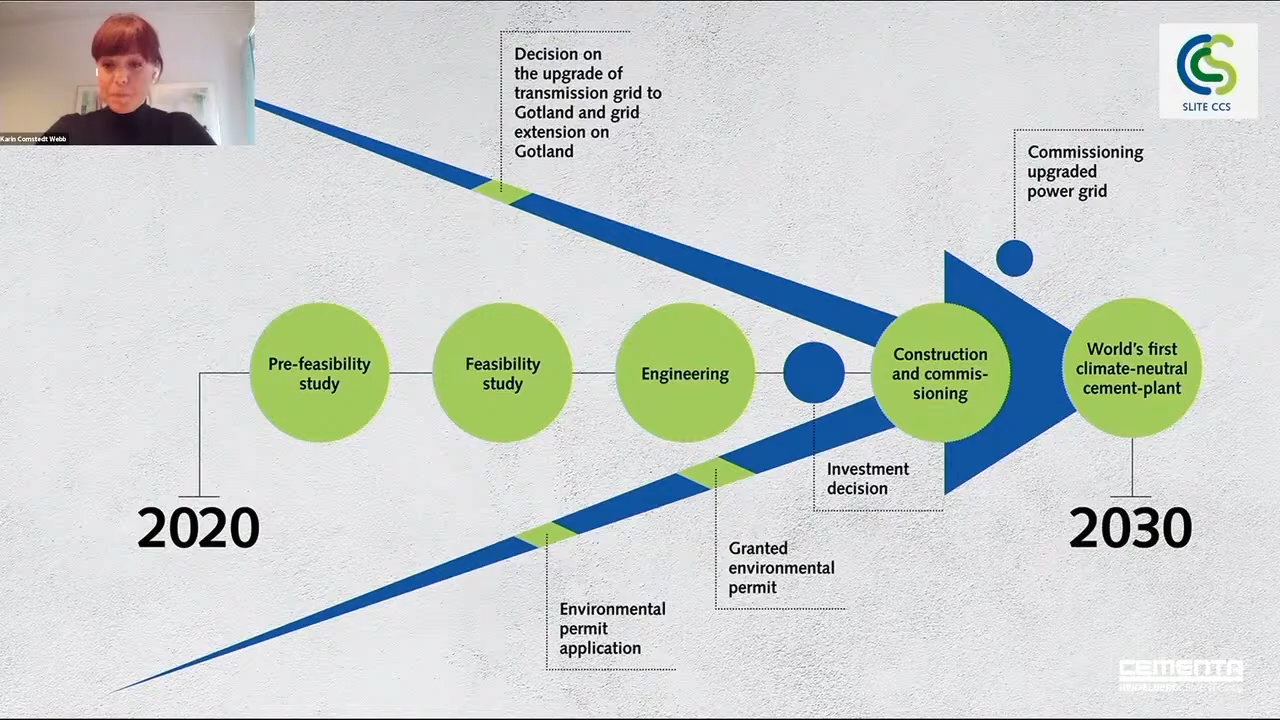 Karin Comstedt Webb
Decision on
the upgrade of
transmission grid to
Gotland and grid
extension on
Gotland
SLITE CCS
Commissioning
upgraded
power grid
Pre-feasibility
study
Feasibility
study
Engineering
Construction
and commis-
sioning
World's first
climate-neutral
cement-plant
Investment
decision
2020
2030
Granted
environmental
permit
Environmental
permit
application
CEMENTA